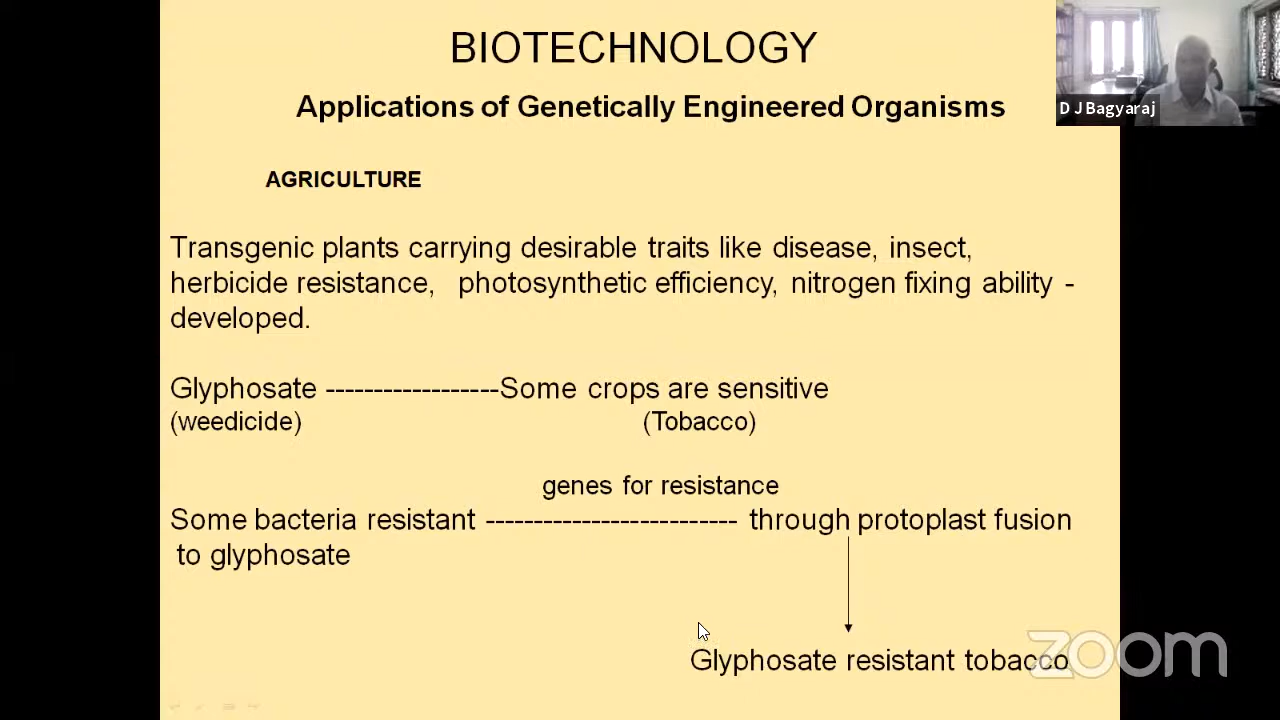 BIOTECHNOLOGY
Applications of Genetically Engineered Organisms
D J Bagyaraj
AGRICULTURE
Transgenic plants carrying desirable traits like disease, insect,
herbicide resistance, photosynthetic efficiency, nitrogen fixing ability -
developed.
Glyphosate ------------------Some crops are sensitive
(weedicide) (Tobacco)
genes for resistance
Some bacteria resistant -------------------------- through protoplast fusion
to glyphosate
Glyphosate resistant tobacco
zoom